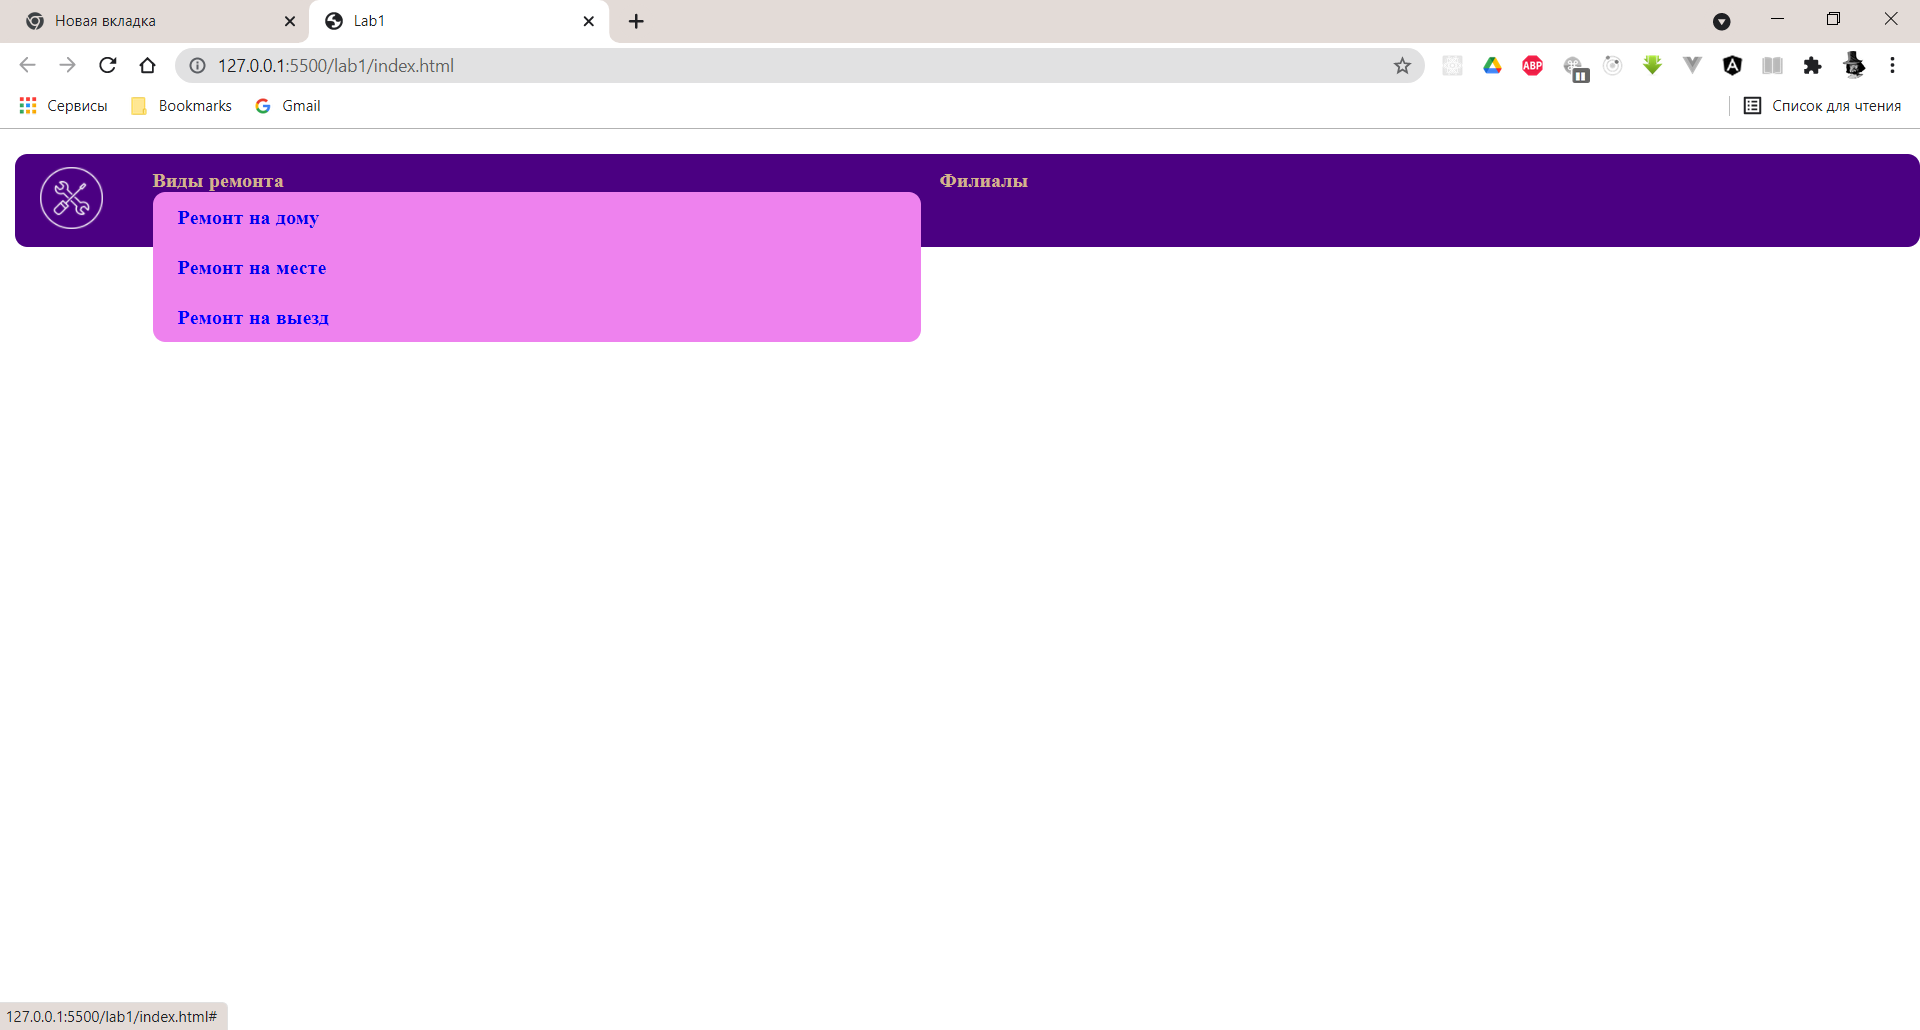 Новая вкладка
Lab1
127.0.0.1:5500/lab1/index.html
ABP
Сервисы
Bookmarks
Gmail
Список для чтения
Виды ремонта
Филиалы
Ремонт на дому
Ремонт на месте
Ремонт на выезд
127.0.0.1:5500/lab1/index.html#